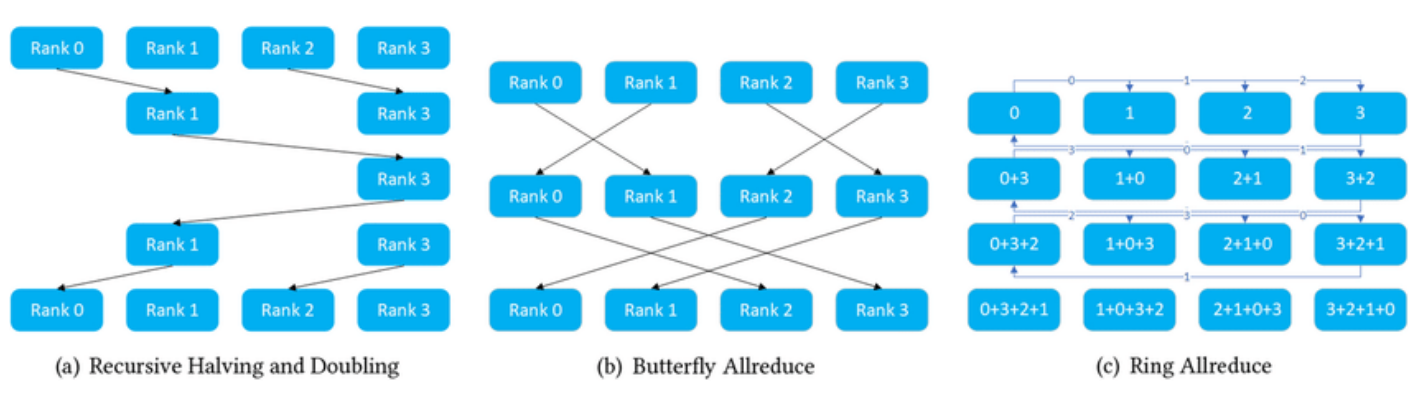 Rank 0 Rank 1 Rank 2 Rank 3
Rank 1 Rank 3
Rank 3
Rank 1 Rank 3
Rank 0 Rank 1 Rank 2 Rank 3
(a) Recursive Halving and Doubling
Rank 0 Rank 1 Rank 2 Rank 3
Rank 0 Rank 1 Rank 2 Rank 3
Rank 0 Rank 1 Rank 2 Rank 3
(b) Butterfly Allreduce
0 1 2
0 1 2 3
3 0 1
0+3 1+0 2+1 3+2
2 3 0
0+3+2 1+0+3 2+1+0 3+2+1
1
0+3+2+1 1+0+3+2 2+1+0+3 3+2+1+0
(c) Ring Allreduce